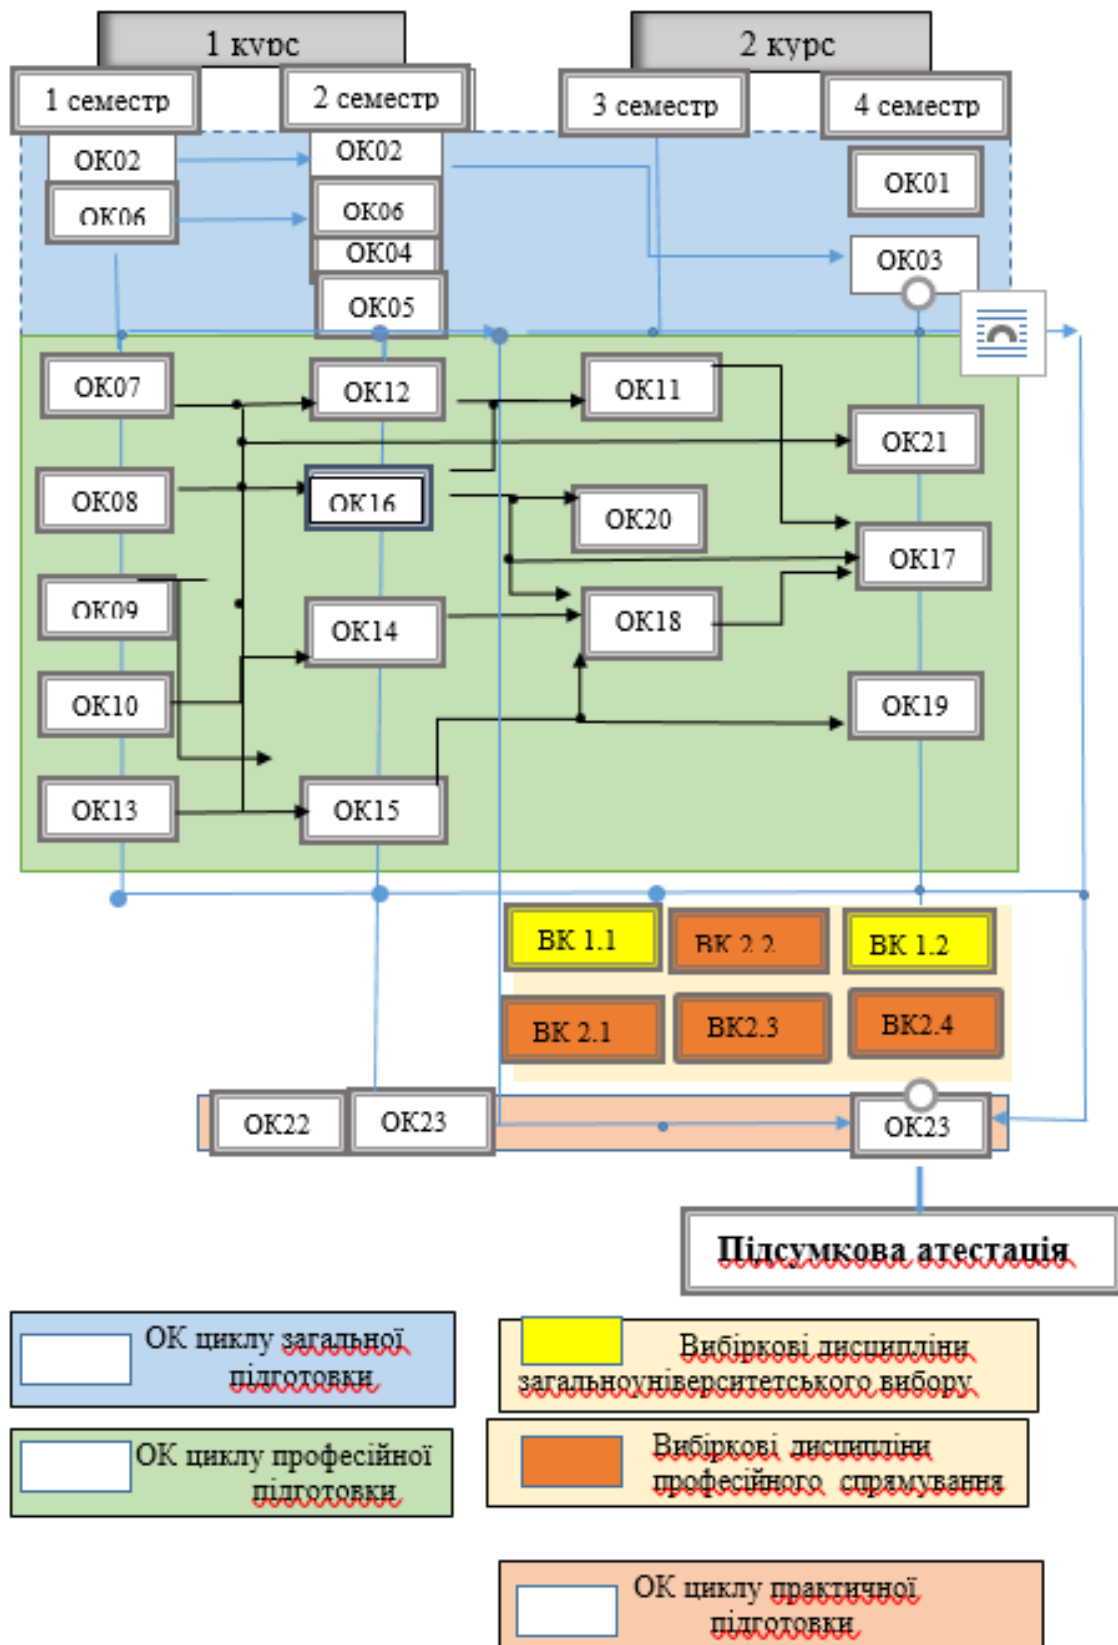 1 курс
2 курс
1 семестр
2 семестр
3 семестр
4 семестр
ОК02
ОК02
ОК01
ОК06
ОК06
ОК04
ОК03
ОК05
ОК07
ОК12
ОК11
ОК21
ОК08
ОК16
ОК20
ОК17
ОК09
ОК14
ОК18
ОК10
ОК19
ОК13
ОК15
ВК 1.1
ВК 2.2
ВК 1.2
ВК 2.1
ВК2.3
ВК2.4
ОК22
ОК23
ОК23
Підсумкова атестація
ОК циклу загальної
підготовки
Вибіркові дисципліни
загальноуніверситетського вибору
ОК циклу професійної
підготовки
Вибіркові дисципліни
професійного спрямування
ОК циклу практичної
підготовки